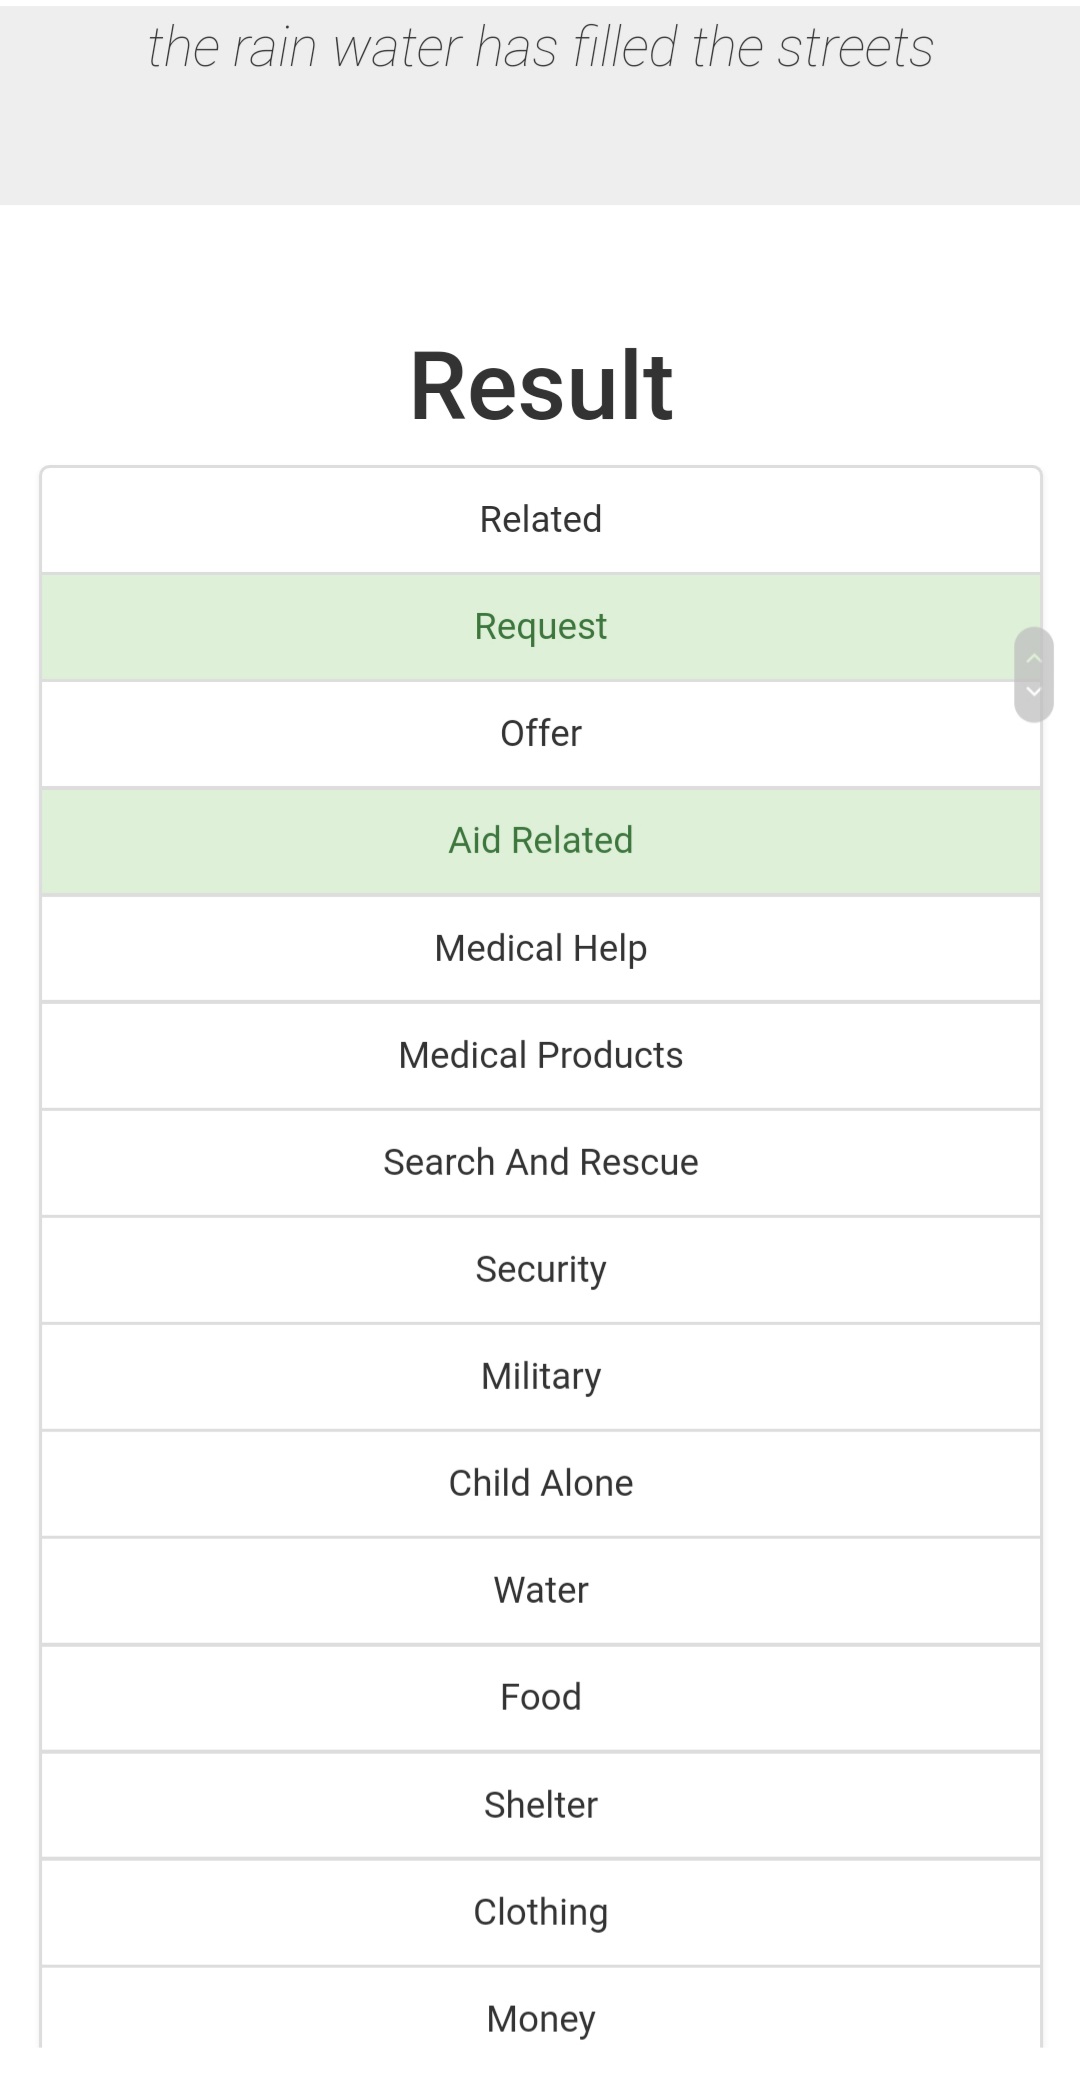 the rain water has filled the streets
Result
Related
Request
Offer
Aid Related
Medical Help
Medical Products
Search And Rescue
Security
Military
Child Alone
Water
Food
Shelter
Clothing
Money